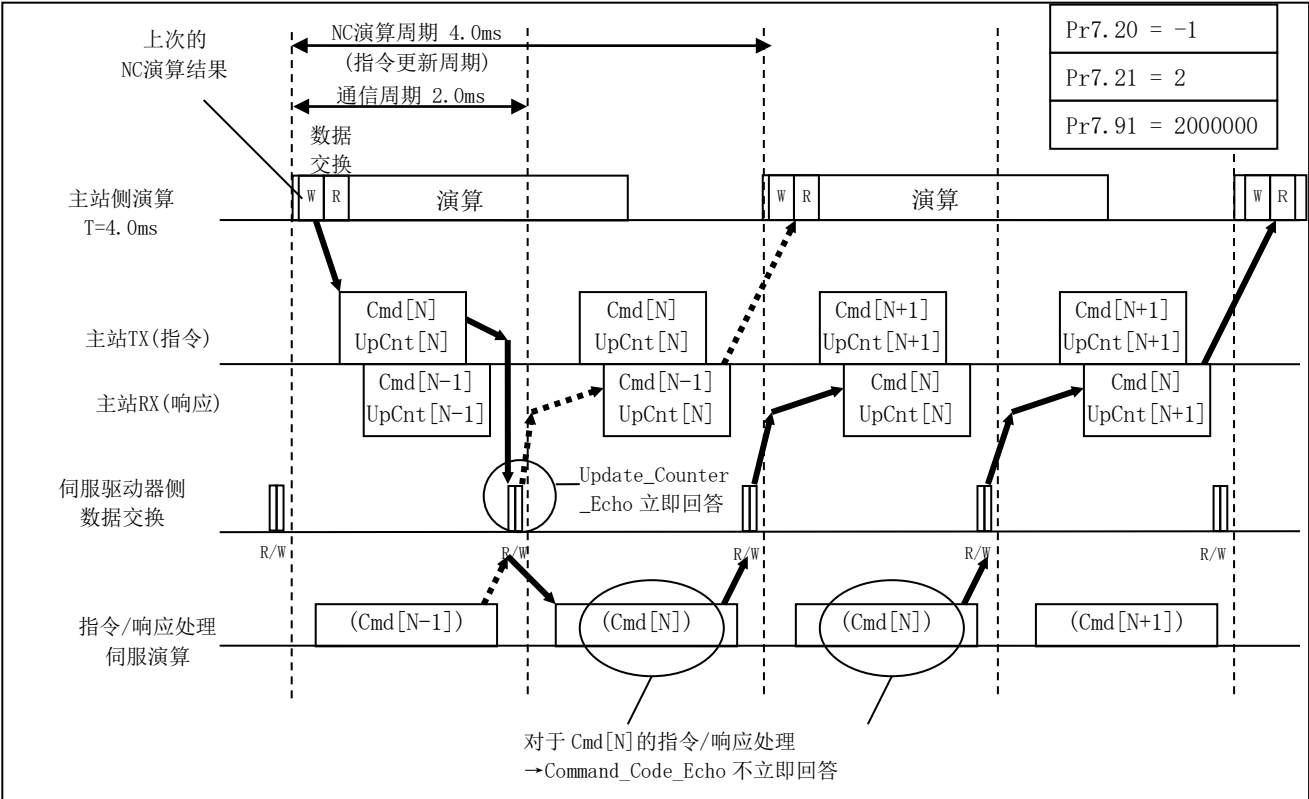 上次的
NC演算结果
NC演算周期 4.0ms
(指令更新周期)
通信周期 2.0ms
Pr7.20 = -1
Pr7.21 = 2
Pr7.91 = 2000000
数据
交换
主站侧演算
T=4.0ms
W R 演算 W R 演算 W R
主站TX(指令)
Cmd[N]
UpCnt[N]
Cmd[N]
UpCnt[N]
Cmd[N+1]
UpCnt[N+1]
Cmd[N+1]
UpCnt[N+1]
主站RX(响应)
Cmd[N-1]
UpCnt[N-1]
Cmd[N-1]
UpCnt[N]
Cmd[N]
UpCnt[N]
Cmd[N]
UpCnt[N+1]
伺服驱动器侧
数据交换
Update_Counter
_Echo 立即回答
R/W R/W R/W R/W R/W
指令/响应处理
伺服演算
(Cmd[N-1]) (Cmd[N]) (Cmd[N]) (Cmd[N+1])
对于 Cmd[N]的指令/响应处理
→Command_Code_Echo 不立即回答